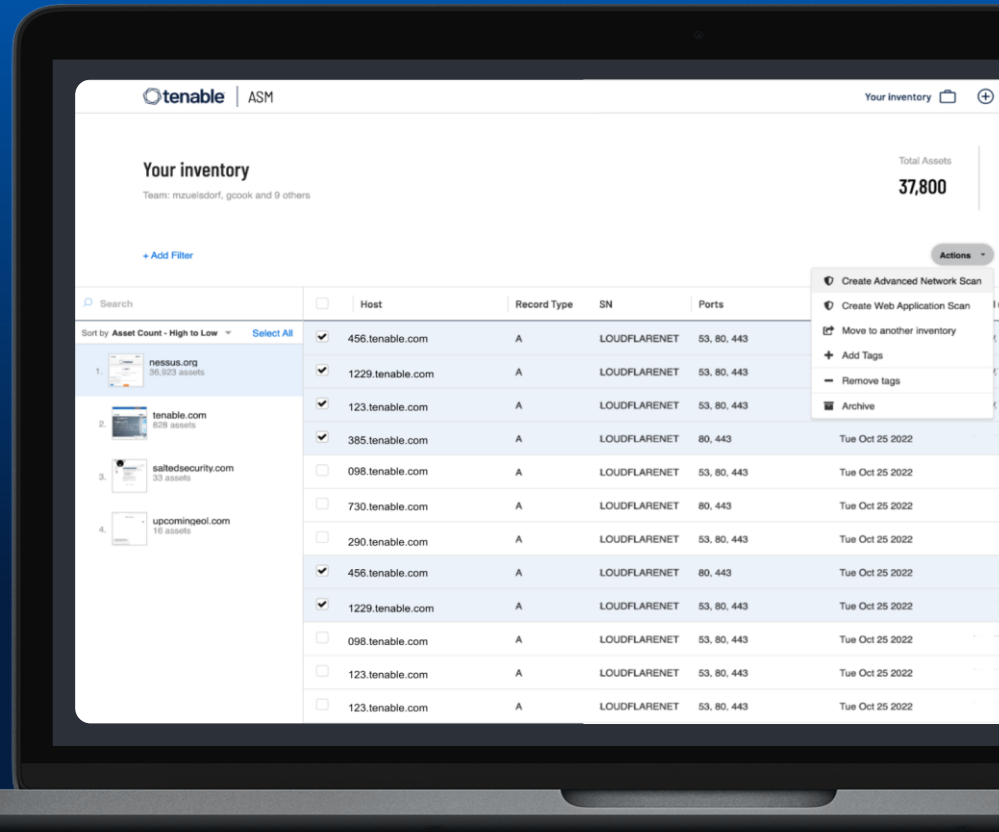 tenable | ASM
Your inventory
Your inventory
Team: mzuelsdorf, gcook and 9 others
Total Assets
37,800
+ Add Filter
Actions
Create Advanced Network Scan
Create Web Application Scan
Move to another inventory
Add Tags
Remove tags
Archive
Search
Sort by Asset Count - High to Low
Select All
1. nessus.org
36,923 assets
2. tenable.com
828 assets
3. saltedsecurity.com
33 assets
4. upcomingeol.com
16 assets
Host Record Type SN Ports
456.tenable.com A LOUDFLARENET 53, 80, 443
1229.tenable.com A LOUDFLARENET 53, 80, 443
123.tenable.com A LOUDFLARENET 53, 80, 443
385.tenable.com A LOUDFLARENET 80, 443 Tue Oct 25 2022
098.tenable.com A LOUDFLARENET 53, 80, 443 Tue Oct 25 2022
730.tenable.com A LOUDFLARENET 80, 443 Tue Oct 25 2022
290.tenable.com A LOUDFLARENET 53, 80, 443 Tue Oct 25 2022
456.tenable.com A LOUDFLARENET 80, 443 Tue Oct 25 2022
1229.tenable.com A LOUDFLARENET 53, 80, 443 Tue Oct 25 2022
098.tenable.com A LOUDFLARENET 53, 80, 443 Tue Oct 25 2022
123.tenable.com A LOUDFLARENET 53, 80, 443 Tue Oct 25 2022
123.tenable.com A LOUDFLARENET 53, 80, 443 Tue Oct 25 2022